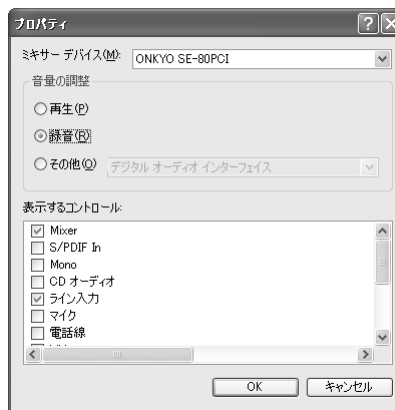 プロパティ
ミキサー デバイス(M): ONKYO SE-80PCI
音量の調整
再生(P)
録音(R)
その他(O) デジタル オーディオ インターフェイス
表示するコントロール:
Mixer
S/PDIF In
Mono
CD オーディオ
ライン入力
マイク
電話線
OK キャンセル